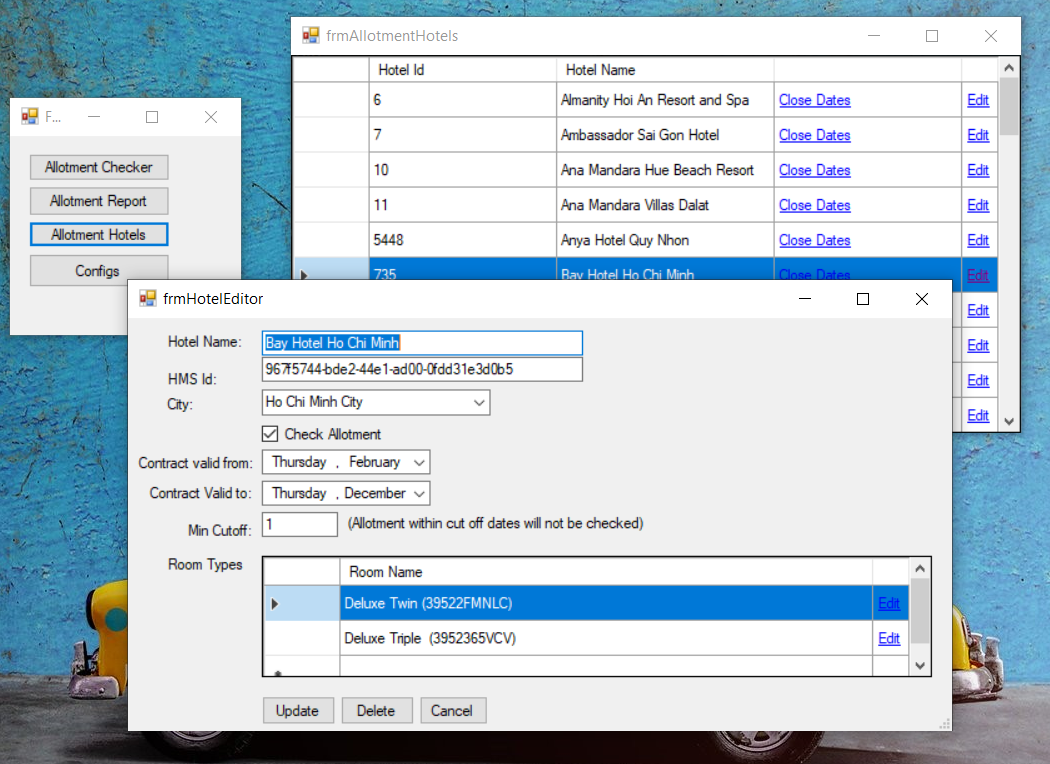 frmAllotmentHotels
Hotel Id Hotel Name
6 Almanity Hoi An Resort and Spa Close Dates Edit
7 Ambassador Sai Gon Hotel Close Dates Edit
10 Ana Mandara Hue Beach Resort Close Dates Edit
11 Ana Mandara Villas Dalat Close Dates Edit
5448 Anya Hotel Quy Nhon Close Dates Edit
735 Bay Hotel Ho Chi Minh Close Dates Edit
Edit
Edit
Edit
Edit
F...
Allotment Checker
Allotment Report
Allotment Hotels
Configs
frmHotelEditor
Hotel Name: Bay Hotel Ho Chi Minh
HMS Id: 967f5744-bde2-44e1-ad00-0fdd31e3d0b5
City: Ho Chi Minh City
Check Allotment
Contract valid from: Thursday , February
Contract Valid to: Thursday , December
Min Cutoff: 1 (Allotment within cut off dates will not be checked)
Room Types
Room Name
Deluxe Twin (39522FMNLC) Edit
Deluxe Triple (3952365VCV) Edit
Update Delete Cancel